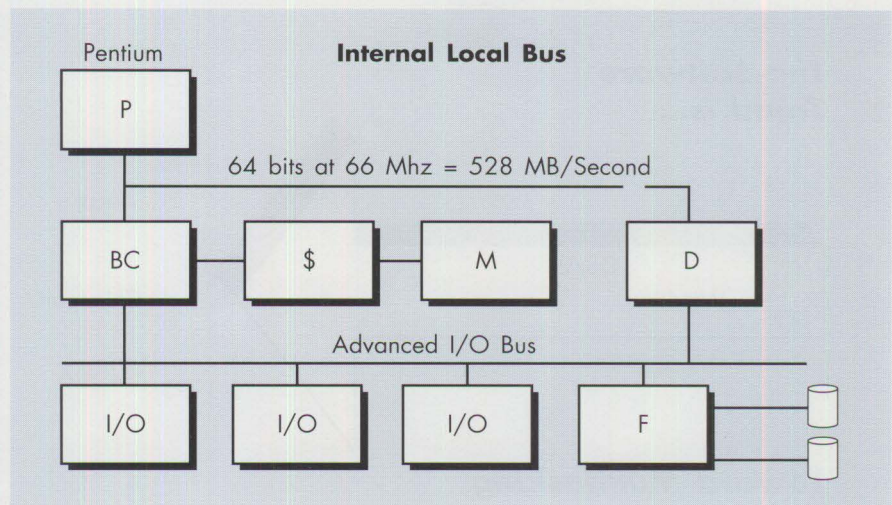 Internal Local Bus
Pentium
P
64 bits at 66 Mhz = 528 MB/Second
BC
$
M
D
Advanced I/O Bus
I/O
I/O
I/O
F